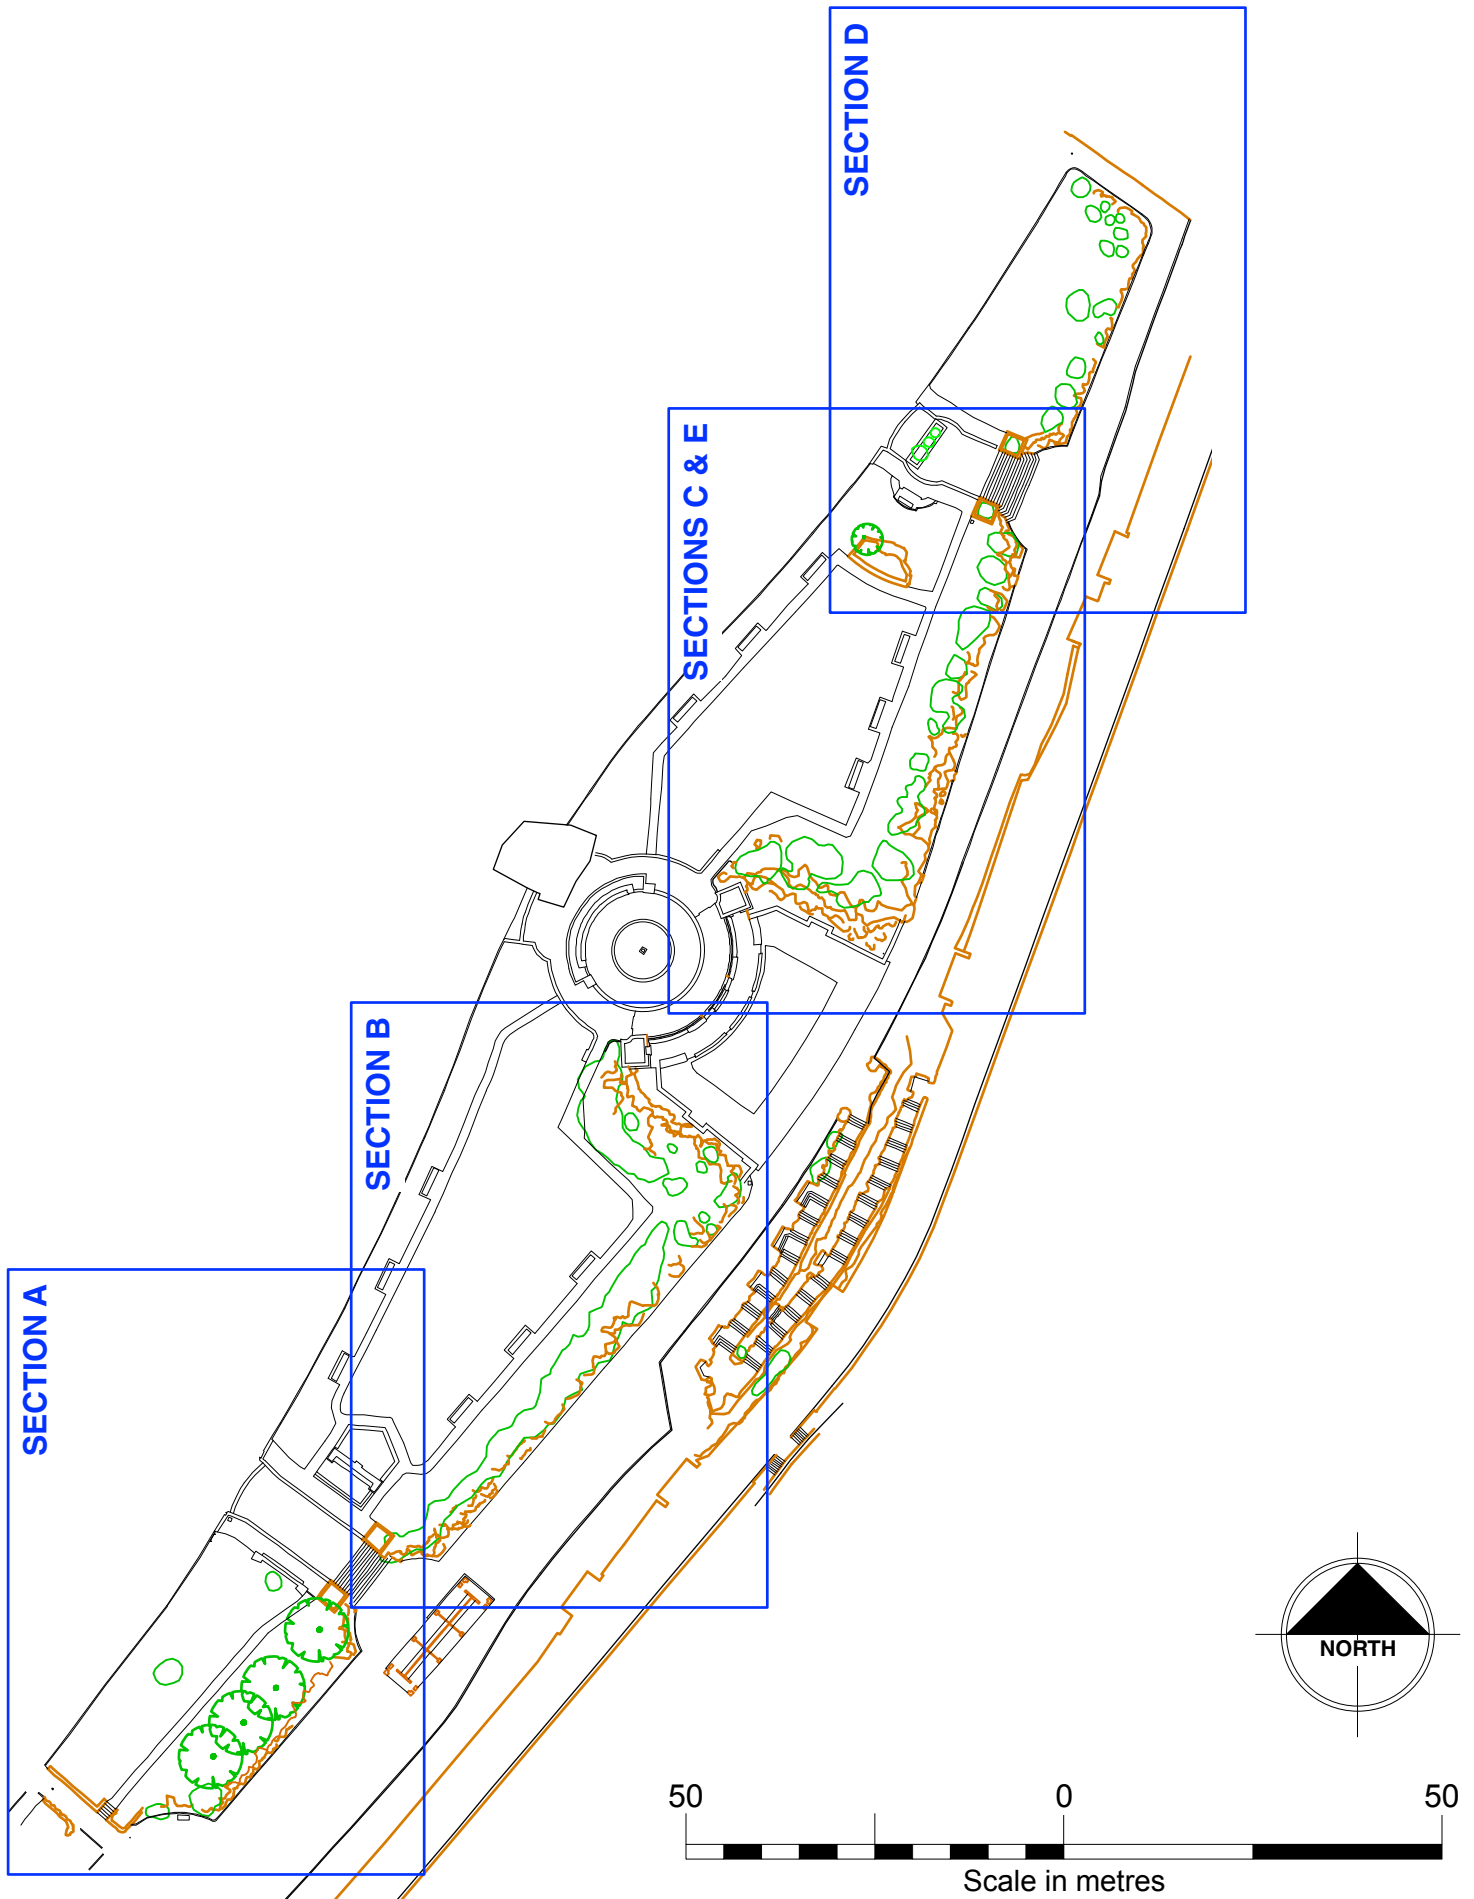 SECTION D
SECTIONS C & E
SECTION B
SECTION A
NORTH
50 0 50
Scale in metres